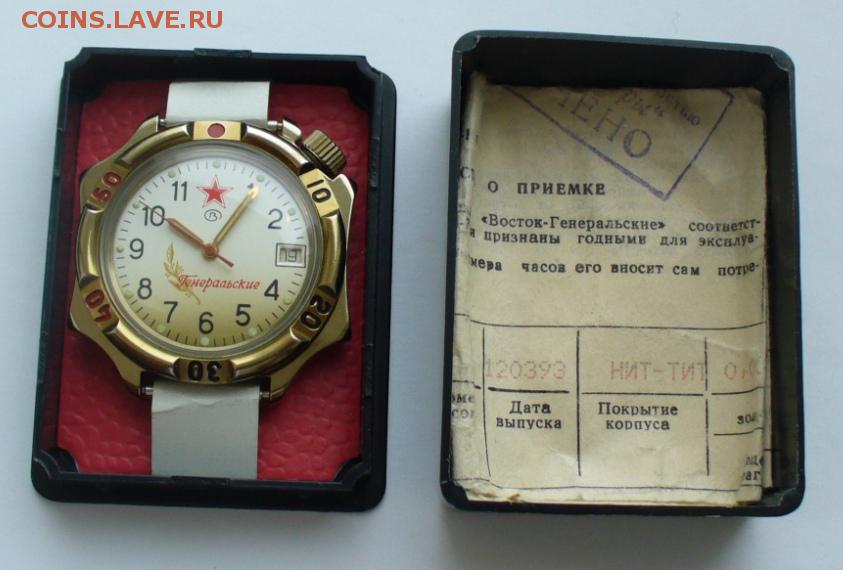 COINS.LAVE.RU
60
10
20
30
40
50
11
10
9
8
7
6
5
4
2
19
В
Генеральские
О ПРИЕМКЕ
«Восток-Генеральские» соответст-
и признаны годными для эксплуа-
мера часов его вносит сам потре-
120393 НИТ-ТИТ
Дата Покрытие
выпуска корпуса